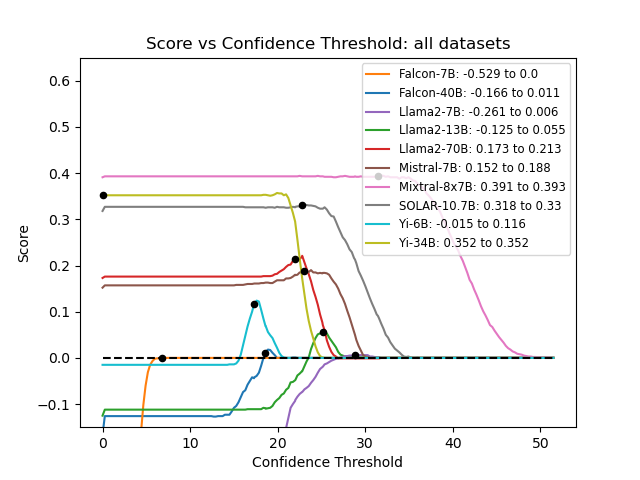 Score vs Confidence Threshold: all datasets
Score
0.6
0.5
0.4
0.3
0.2
0.1
0.0
−0.1
Falcon-7B: -0.529 to 0.0
Falcon-40B: -0.166 to 0.011
Llama2-7B: -0.261 to 0.006
Llama2-13B: -0.125 to 0.055
Llama2-70B: 0.173 to 0.213
Mistral-7B: 0.152 to 0.188
Mixtral-8x7B: 0.391 to 0.393
SOLAR-10.7B: 0.318 to 0.33
Yi-6B: -0.015 to 0.116
Yi-34B: 0.352 to 0.352
0 10 20 30 40 50
Confidence Threshold